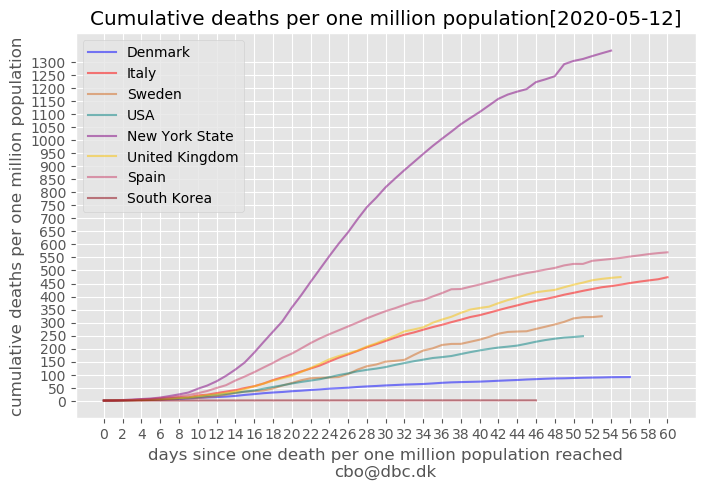 Cumulative deaths per one million population[2020-05-12]
cumulative deaths per one million population
1300
1250
1200
1150
1100
1050
1000
950
900
850
800
750
700
650
600
550
500
450
400
350
300
250
200
150
100
50
0
Denmark
Italy
Sweden
USA
New York State
United Kingdom
Spain
South Korea
0 2 4 6 8 10 12 14 16 18 20 22 24 26 28 30 32 34 36 38 40 42 44 46 48 50 52 54 56 58 60
days since one death per one million population reached
cbo@dbc.dk